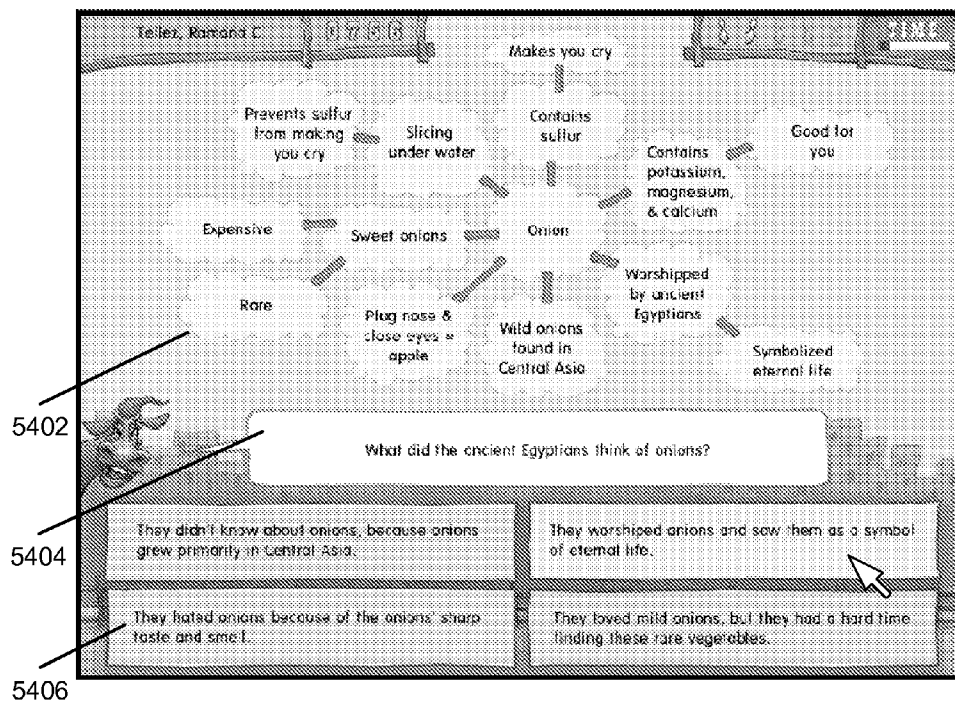 Tellez, Ramona C.
0756
TIME
Makes you cry
Prevents sulfur
from making
you cry
Slicing
under water
Contains
sulfur
Contains
potassium,
magnesium,
& calcium
Good for
you
Expensive
Sweet onions
Onion
Rare
Plug nose &
close eyes =
apple
Wild onions
found in
Central Asia
Worshipped
by ancient
Egyptians
Symbolized
eternal life
5402
What did the ancient Egyptians think of onions?
5404
They didn't know about onions, because onions
grew primarily in Central Asia.
They worshiped onions and saw them as a symbol
of eternal life.
They hated onions because of the onions' sharp
taste and smell.
They loved mild onions, but they had a hard time
finding these rare vegetables.
5406